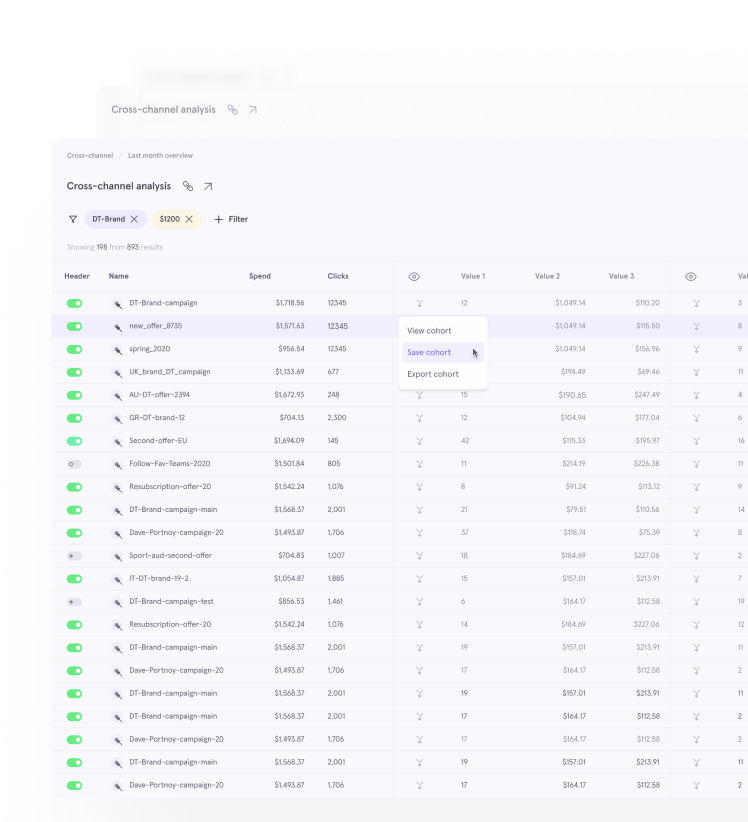 Cross-channel analysis
Cross-channel / Last month overview
Cross-channel analysis
DT-Brand $1200 + Filter
Showing 198 from 893 results
Header Name Spend Clicks Value 1 Value 2 Value 3 Val
DT-Brand-campaign $1,718.56 12345 12 $1,049.14 $110.20 3
new_offer_8735 $1,571.63 12345 $1,049.14 $115.50 8
View cohort
spring_2020 $956.54 12345 $1,049.14 $156.96 9
Save cohort
UK_brand_DT_campaign $1,133.69 677 $194.49 $69.46 11
Export cohort
AU-DT-offer-2394 $1,672.93 248 15 $190.65 $247.49 4
GR-DT-brand-12 $704.13 2,300 12 $104.94 $177.04 6
Second-offer-EU $1,694.09 145 42 $115.33 $195.97 16
Follow-Fav-Teams-2020 $1,501.84 805 11 $214.19 $226.38 11
Resubscription-offer-20 $1,542.24 1,076 8 $91.24 $113.12 9
DT-Brand-campaign-main $1,568.37 2,001 21 $79.51 $110.56 14
Dave-Portnoy-campaign-20 $1,493.87 1,706 37 $118.74 $75.39 8
Sport-aud-second-offer $704.83 1,007 18 $184.69 $227.06 2
IT-DT-brand-19-2 $1,054.87 1,885 15 $157.01 $213.91 7
DT-Brand-campaign-test $856.53 1,461 6 $164.17 $112.58 19
Resubscription-offer-20 $1,542.24 1,076 14 $184.69 $227.06 12
DT-Brand-campaign-main $1,568.37 2,001 19 $157.01 $213.91 11
Dave-Portnoy-campaign-20 $1,493.87 1,706 17 $164.17 $112.58 2
DT-Brand-campaign-main $1,568.37 2,001 19 $157.01 $213.91 11
DT-Brand-campaign-main $1,568.37 2,001 17 $164.17 $112.58 2
Dave-Portnoy-campaign-20 $1,493.87 1,706 17 $164.17 $112.58 2
DT-Brand-campaign-main $1,568.37 2,001 19 $157.01 $213.91 11
Dave-Portnoy-campaign-20 $1,493.87 1,706 17 $164.17 $112.58 2